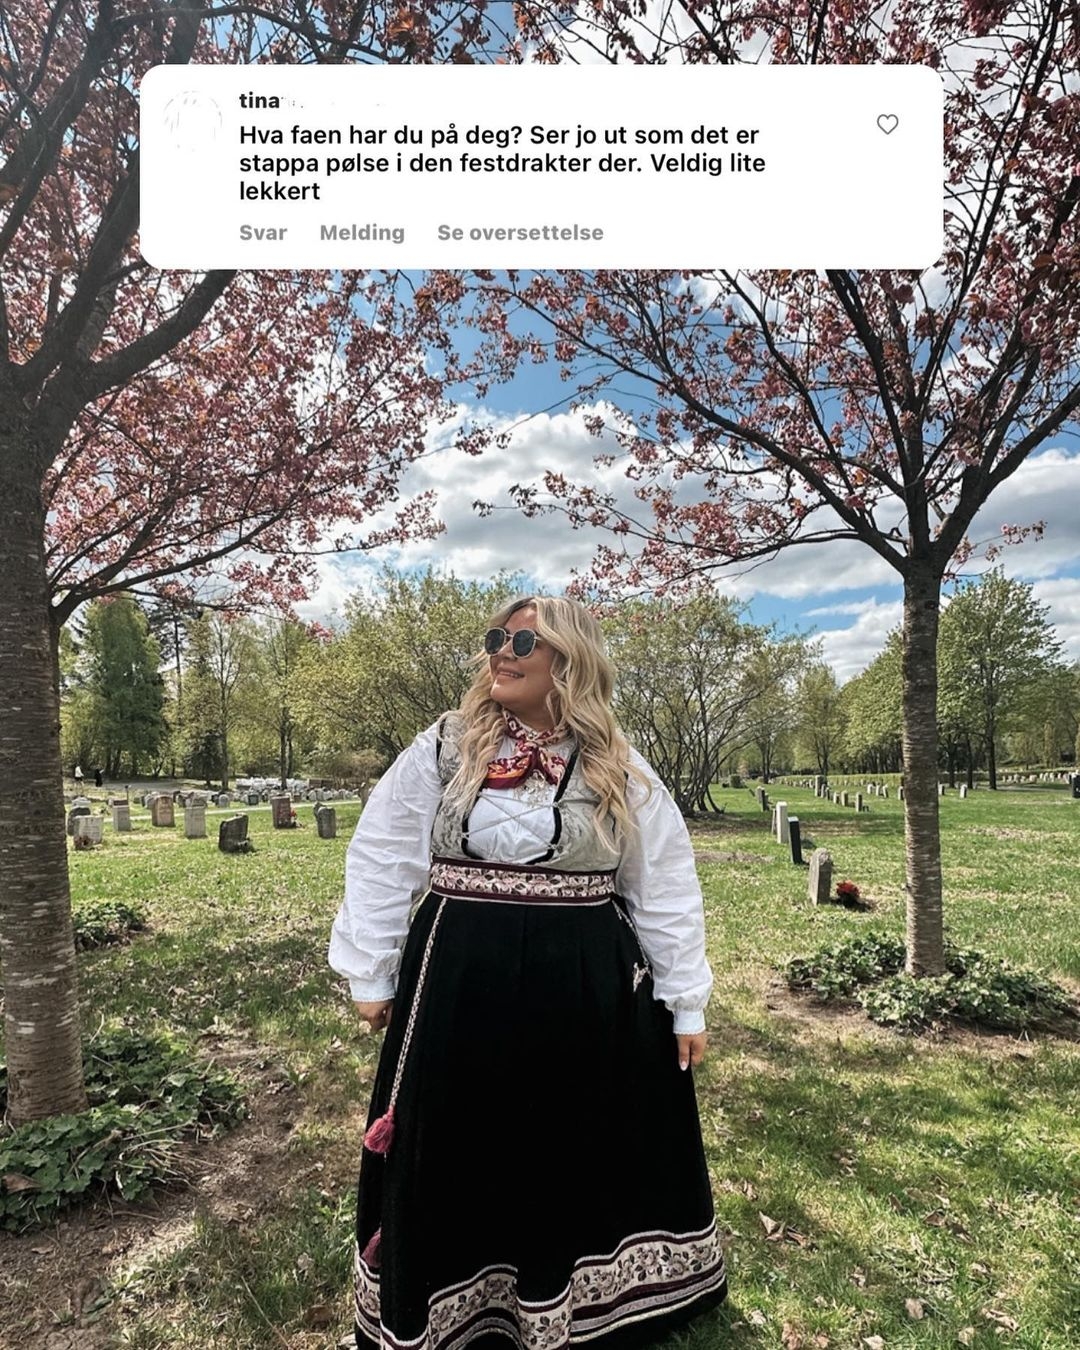 tina
Hva faen har du på deg? Ser jo ut som det er
stappa pølse i den festdrakter der. Veldig lite
lekkert
Svar Melding Se oversettelse